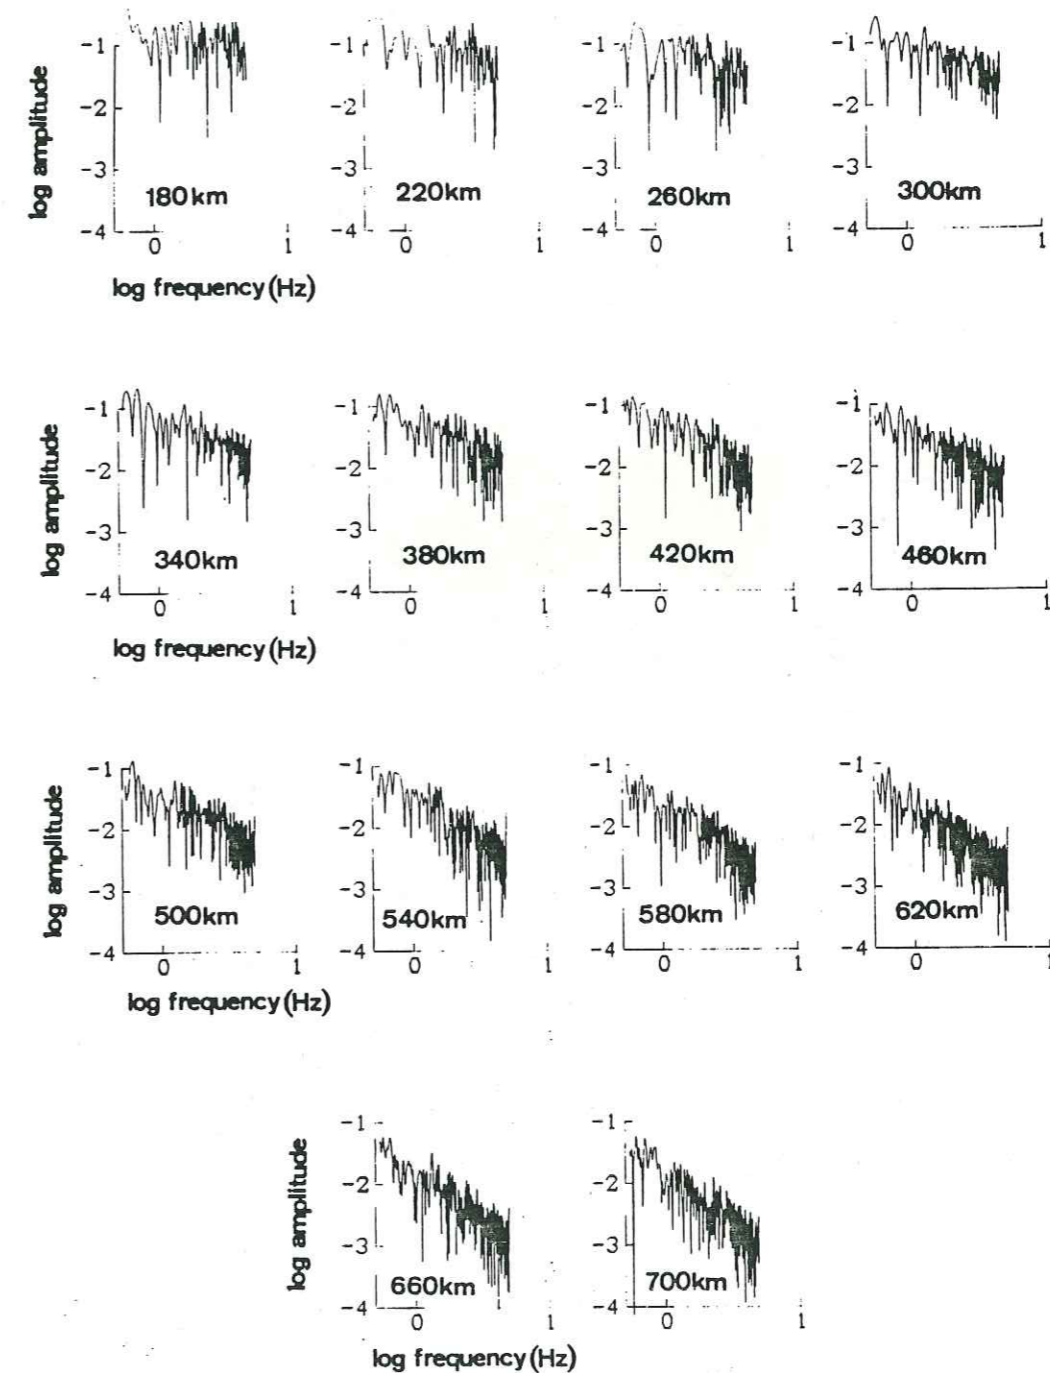 log amplitude
-1 -1 -1 -1
-2 -2 -2 -2
-3 -3 -3 -3
180km 220km 260km 300km
-4 -4 -4 -4
0 1 0 1 0 1 0 1
log frequency(Hz)
log amplitude
-1 -1 -1 -1
-2 -2 -2 -2
-3 -3 -3 -3
340km 380km 420km 460km
-4 -4 -4 -4
0 1 0 1 0 1 0 1
log frequency(Hz)
log amplitude
-1 -1 -1 -1
-2 -2 -2 -2
-3 -3 -3 -3
500km 540km 580km 620km
-4 -4 -4 -4
0 1 0 1 0 1 0 1
log frequency(Hz)
log amplitude
-1 -1
-2 -2
-3 -3
660km 700km
-4 -4
0 1 0 1
log frequency(Hz)